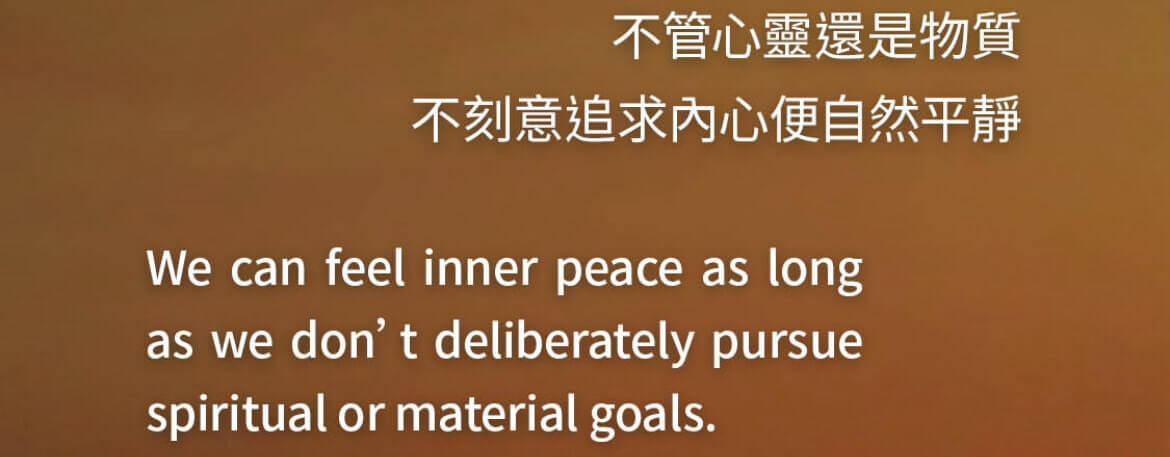 不管心靈還是物質
不刻意追求內心便自然平靜
We can feel inner peace as long
as we don’ t deliberately pursue
spiritual or material goals.